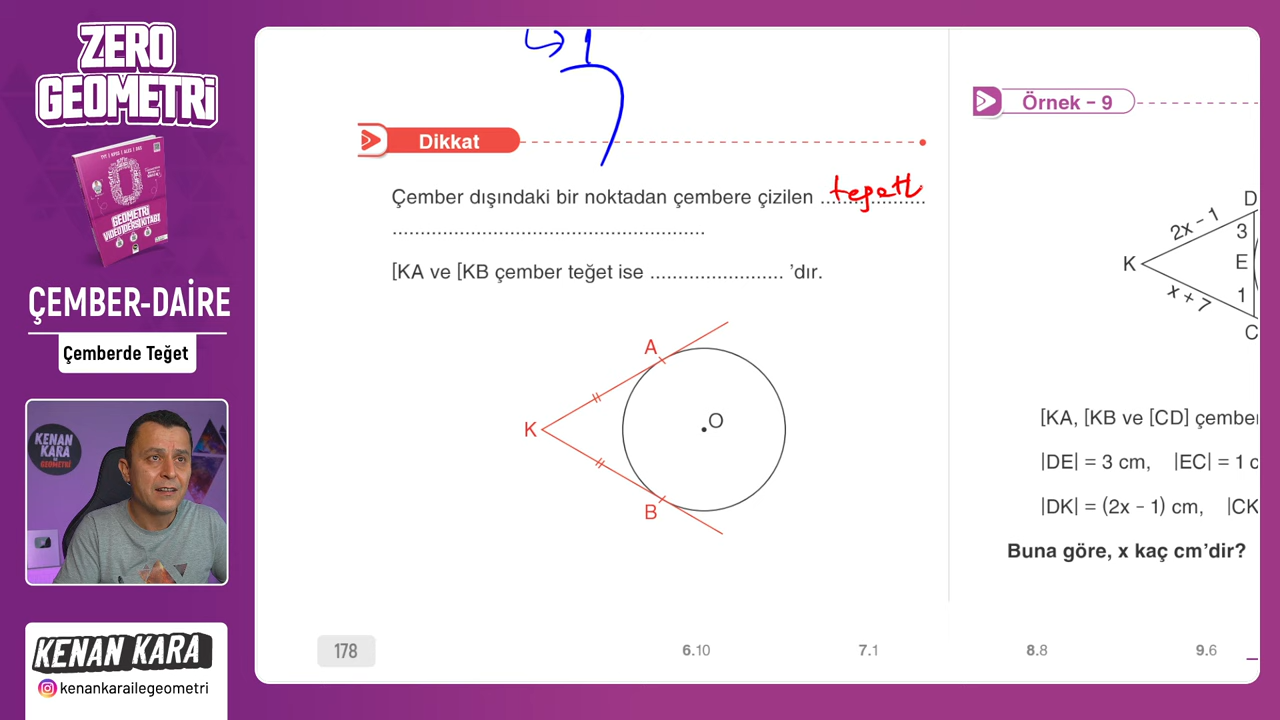 ZERO
GEOMETRİ
GEOMETRİ
VİDEO DERS KİTABI
ÇEMBER-DAİRE
Çemberde Teğet
KENAN
KARA
GEOMETRİ
KENAN KARA
kenankarailegeometri
Dikkat
Çember dışındaki bir noktadan çembere çizilen teğetl
[KA ve [KB çember teğet ise ........................ 'dır.
A
K
O
B
178
6.10
7.1
8.8
9.6
Örnek - 9
D
2x - 1
3
K
E
x + 7
1
C
[KA, [KB ve [CD] çember
|DE| = 3 cm, |EC| = 1 c
|DK| = (2x - 1) cm, |CK
Buna göre, x kaç cm'dir?